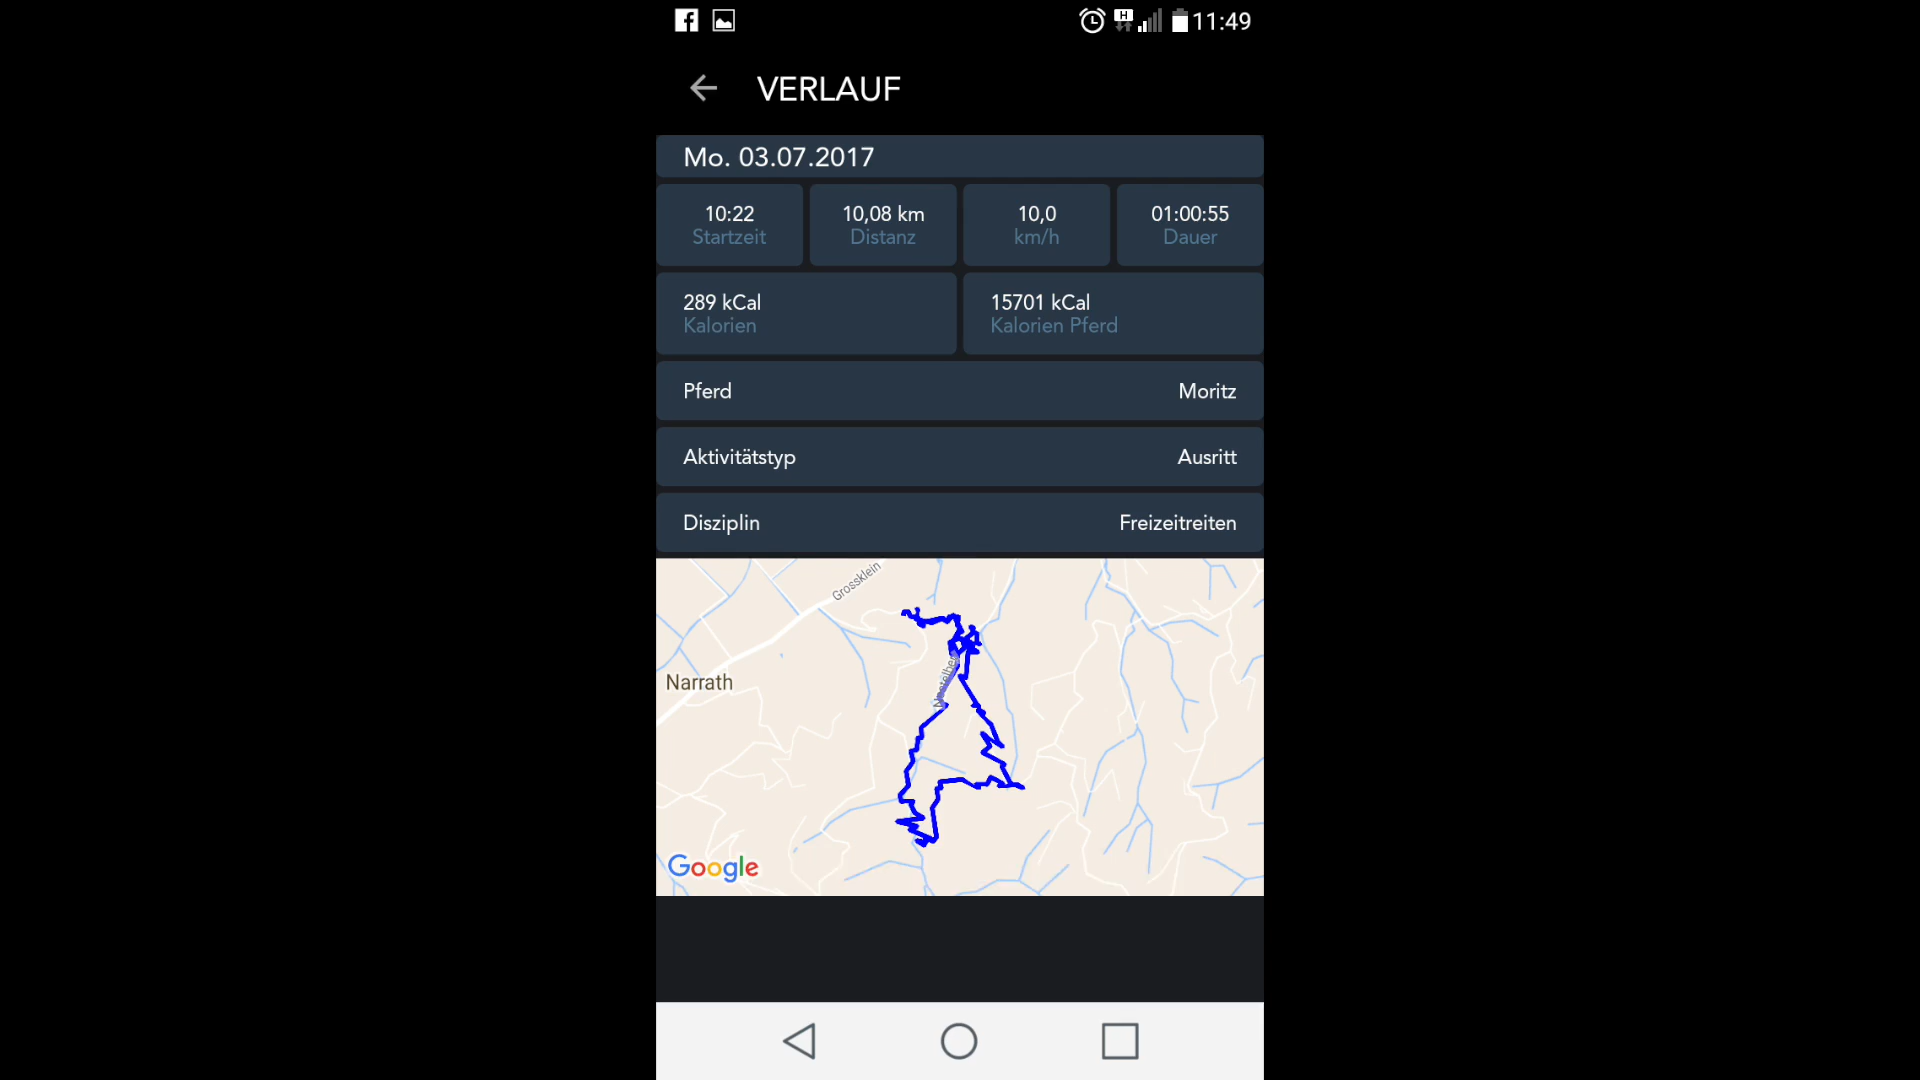 11:49
VERLAUF
Mo. 03.07.2017
10:22 10,08 km 10,0 01:00:55
Startzeit Distanz km/h Dauer
289 kCal 15701 kCal
Kalorien Kalorien Pferd
Pferd Moritz
Aktivitätstyp Ausritt
Disziplin Freizeitreiten
Grossklein
Narrath
Google